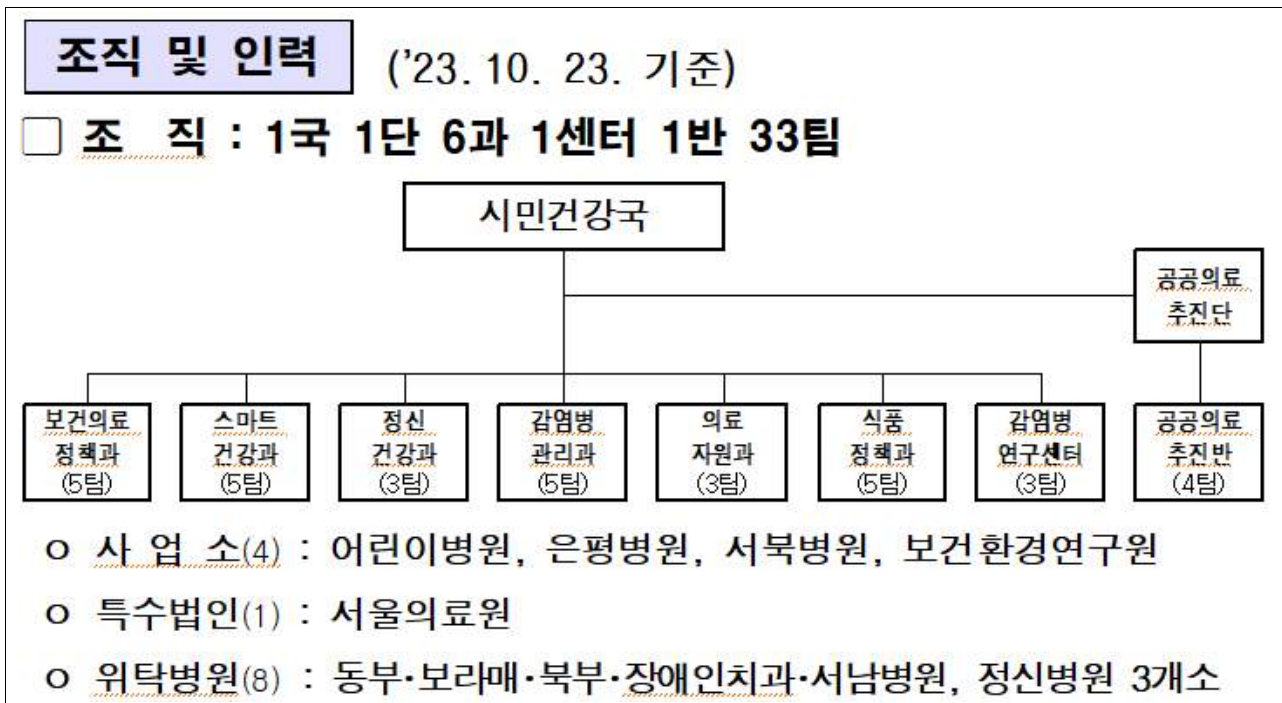 조직 및 인력 ('23. 10. 23. 기준)
□ 조 직 : 1국 1단 6과 1센터 1반 33팀
시민건강국
공공의료
추진단
보건의료
정책과
(5팀)
스마트
건강과
(5팀)
정신
건강과
(3팀)
감염병
관리과
(5팀)
의료
자원과
(3팀)
식품
정책과
(5팀)
감염병
연구센터
(3팀)
공공의료
추진반
(4팀)
ㅇ 사 업 소(4) : 어린이병원, 은평병원, 서북병원, 보건환경연구원
ㅇ 특수법인(1) : 서울의료원
ㅇ 위탁병원(8) : 동부·보라매·북부·장애인치과·서남병원, 정신병원 3개소